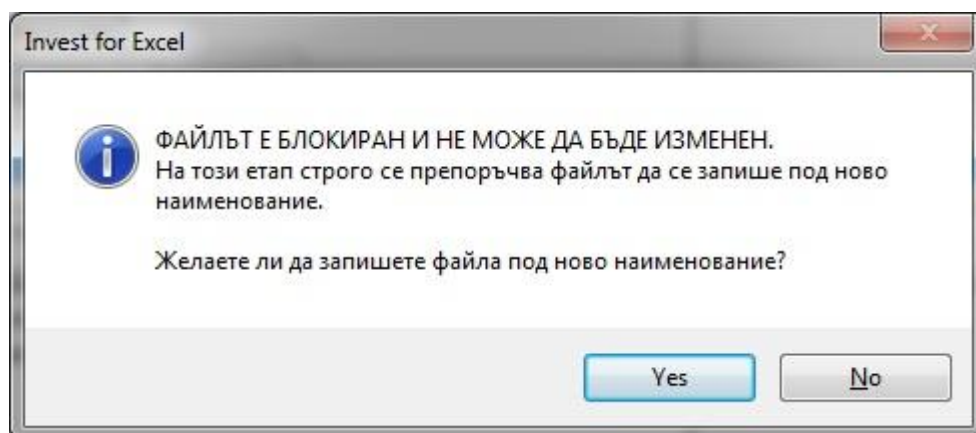 Invest for Excel
ФАЙЛЪТ Е БЛОКИРАН И НЕ МОЖЕ ДА БЪДЕ ИЗМЕНЕН.
На този етап строго се препоръчва файлът да се запише под ново
наименование.
Желаете ли да запишете файла под ново наименование?
Yes
No